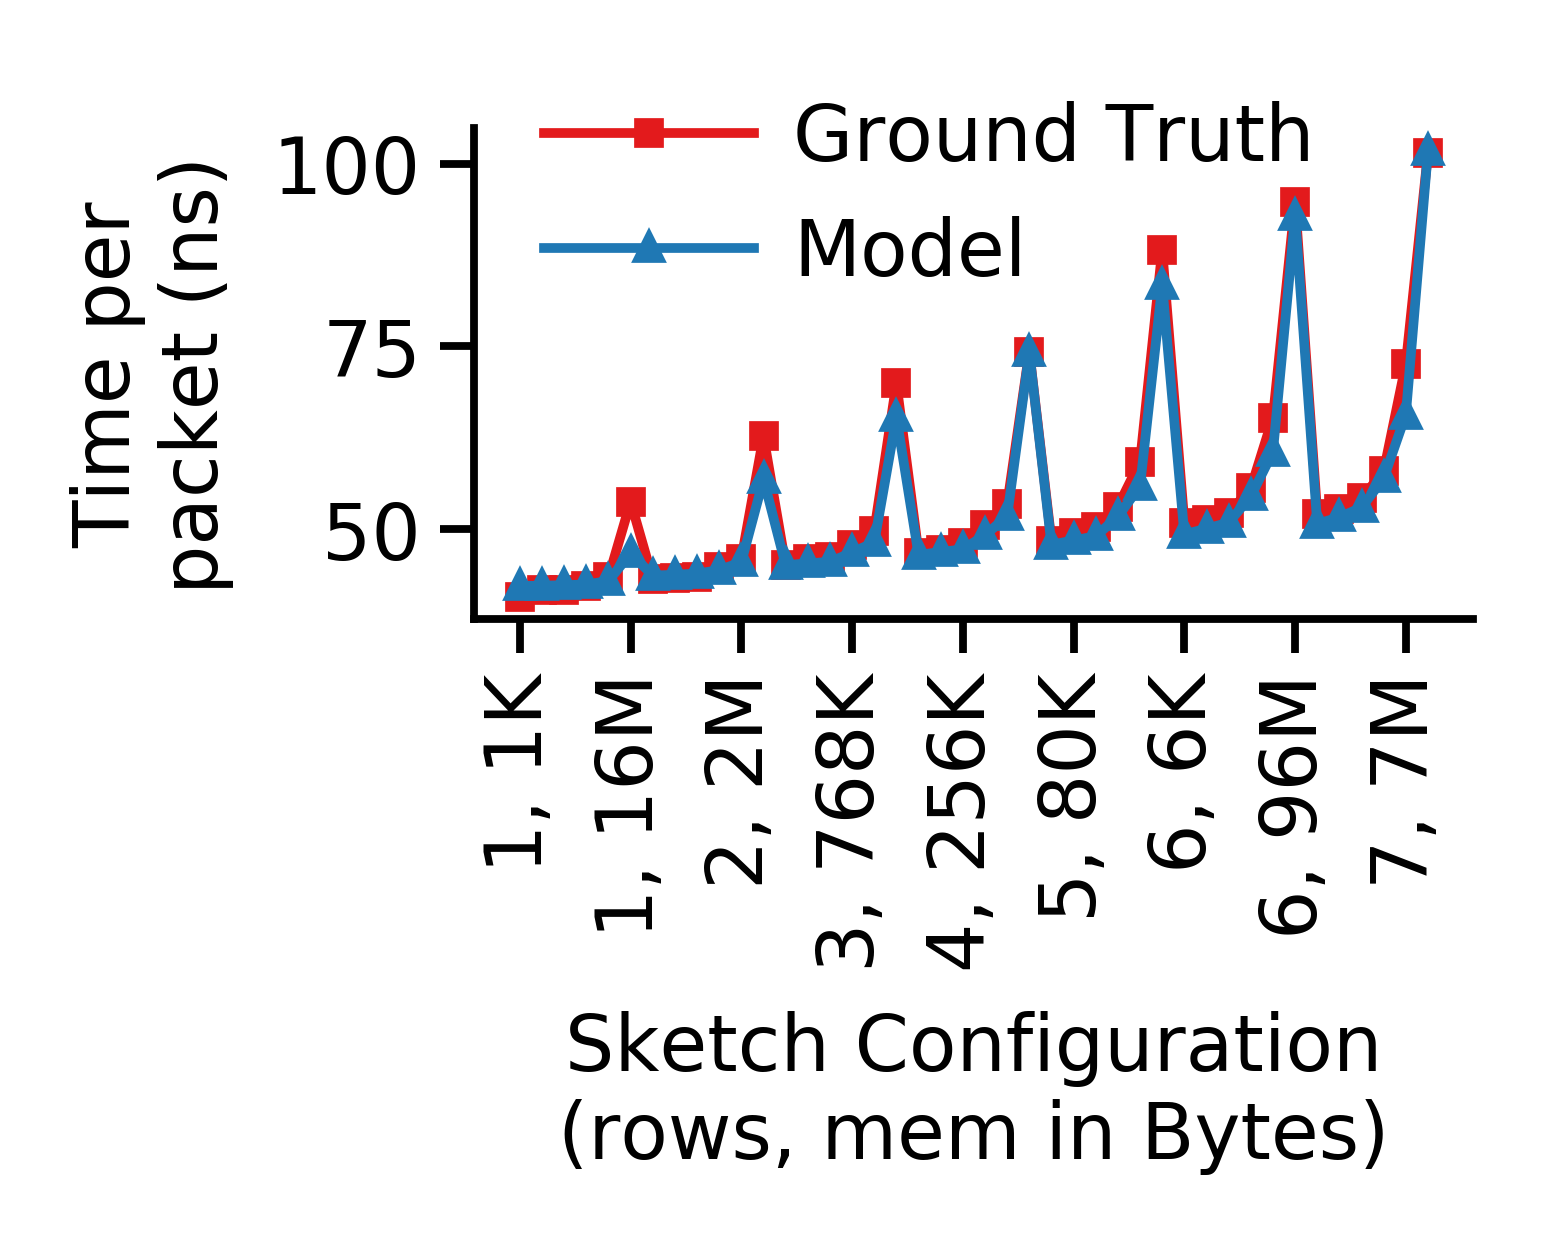 Ground Truth
Model
Time per
packet (ns)
100
75
50
1, 1K
1, 16M
2, 2M
3, 768K
4, 256K
5, 80K
6, 6K
6, 96M
7, 7M
Sketch Configuration
(rows, mem in Bytes)